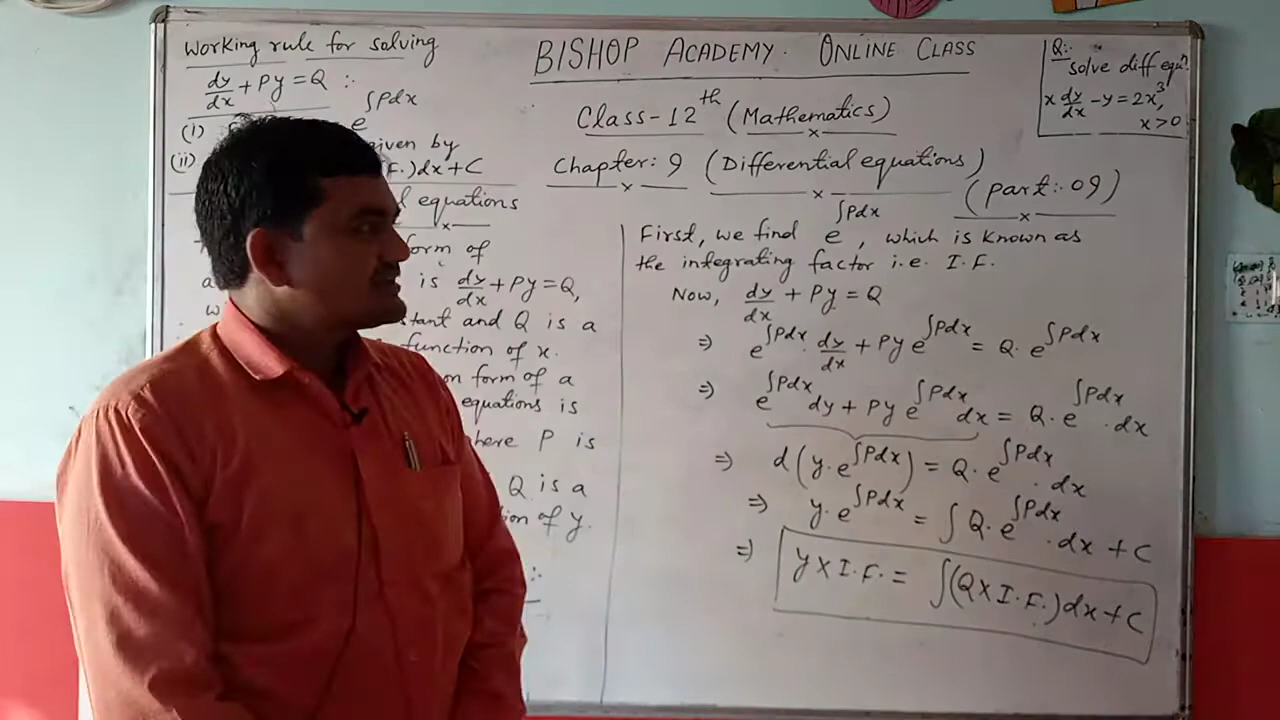 Working rule for solving
dy/dx + Py = Q :.
(i) e^∫Pdx
(ii) given by
F.)dx + C
equations
form of
is dy/dx + Py = Q,
and Q is a
function of x.
form of a
equations is
P is
Q is a
of y.
BISHOP ACADEMY. ONLINE CLASS
Class-12th (Mathematics)
Chapter: 9 (Differential equations)
(Part:-09)
Q:-
solve diff equⁿ.
x dy/dx - y = 2x³,
x>0
First, we find e^∫Pdx, which is known as
the integrating factor i.e. I.F.
Now, dy/dx + Py = Q
⇒ e^∫Pdx . dy/dx + Py e^∫Pdx = Q. e^∫Pdx
⇒ e^∫Pdx dy + Py e^∫Pdx dx = Q. e^∫Pdx . dx
⇒ d(y.e^∫Pdx) = Q. e^∫Pdx . dx
⇒ y.e^∫Pdx = ∫Q.e^∫Pdx . dx + C
⇒ y X I.F. = ∫(Q X I.F.)dx + C